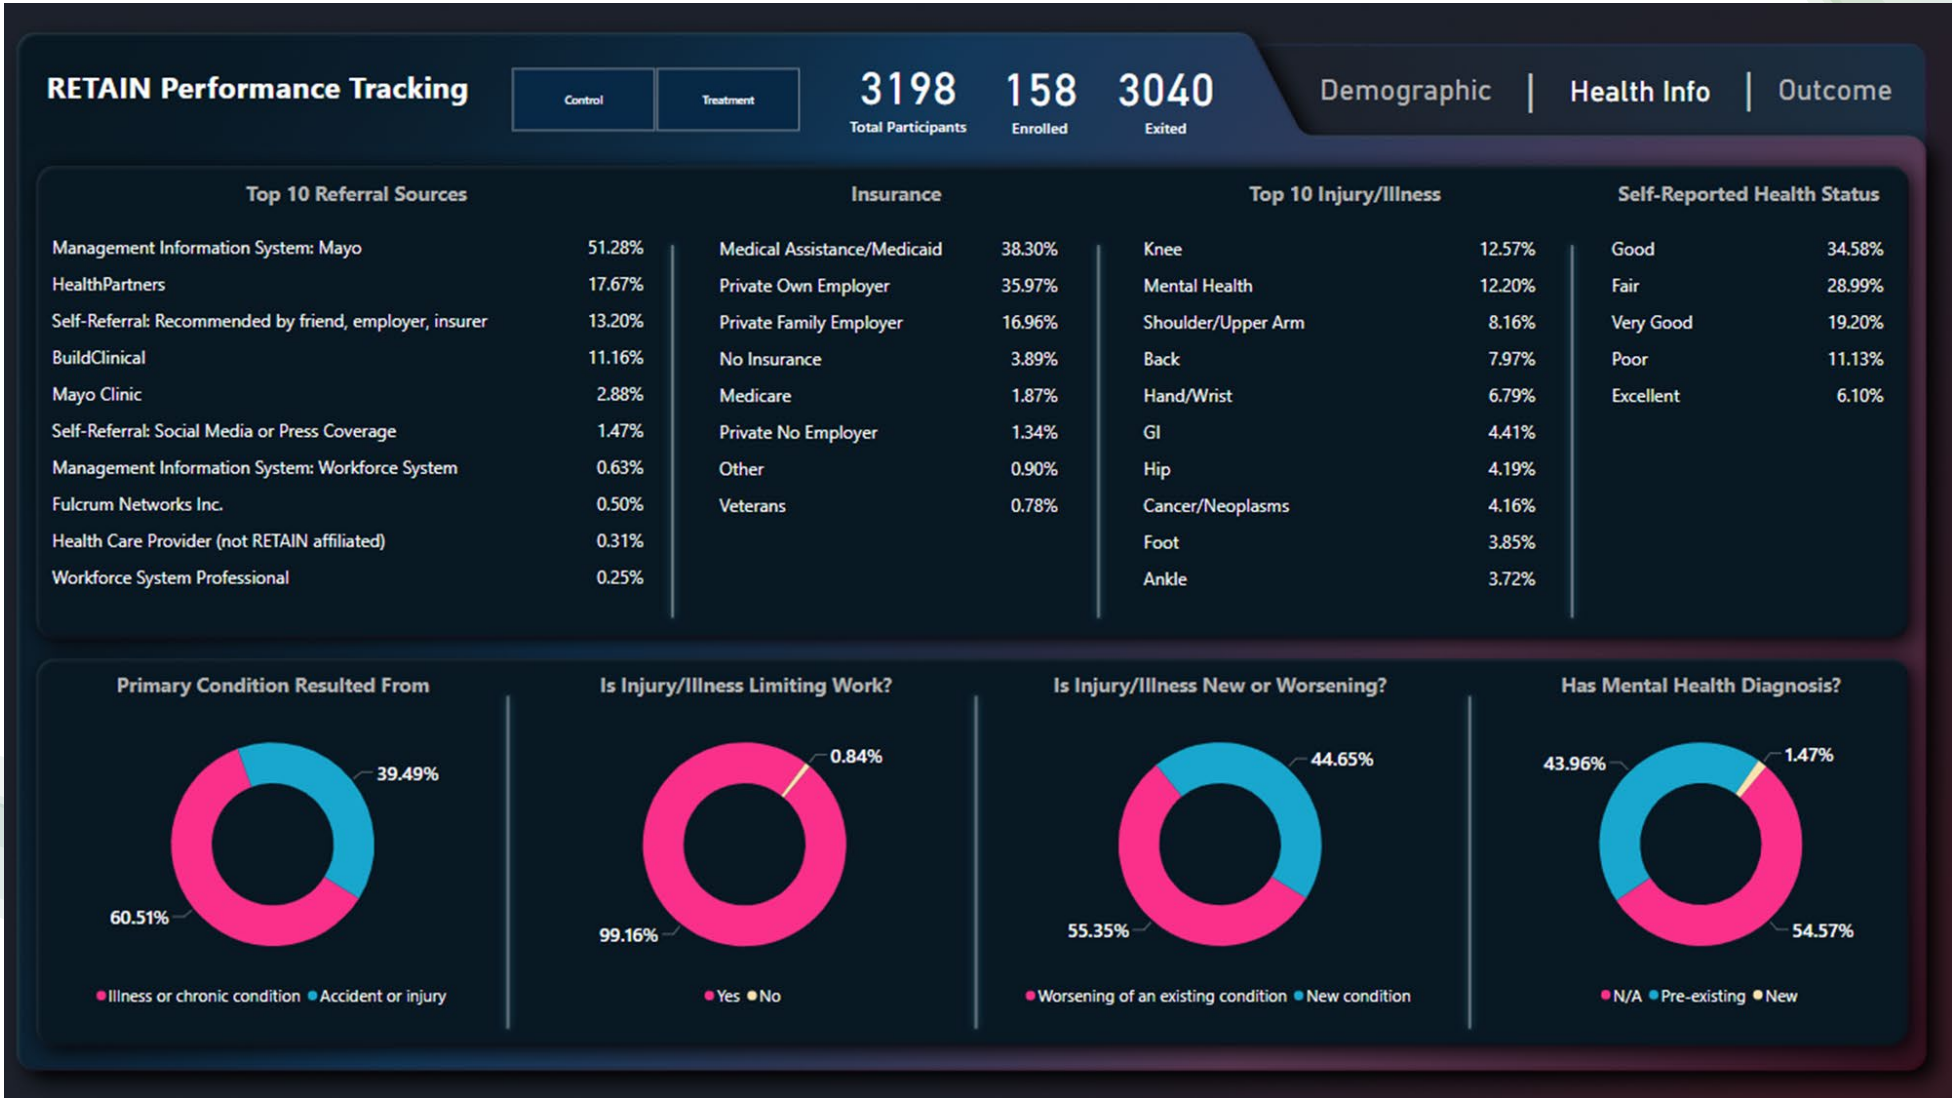 RETAIN Performance Tracking
Control
Treatment
3198
Total Participants
158
Enrolled
3040
Exited
Demographic | Health Info | Outcome
Top 10 Referral Sources
Management Information System: Mayo 51.28%
HealthPartners 17.67%
Self-Referral: Recommended by friend, employer, insurer 13.20%
BuildClinical 11.16%
Mayo Clinic 2.88%
Self-Referral: Social Media or Press Coverage 1.47%
Management Information System: Workforce System 0.63%
Fulcrum Networks Inc. 0.50%
Health Care Provider (not RETAIN affiliated) 0.31%
Workforce System Professional 0.25%
Insurance
Medical Assistance/Medicaid 38.30%
Private Own Employer 35.97%
Private Family Employer 16.96%
No Insurance 3.89%
Medicare 1.87%
Private No Employer 1.34%
Other 0.90%
Veterans 0.78%
Top 10 Injury/Illness
Knee 12.57%
Mental Health 12.20%
Shoulder/Upper Arm 8.16%
Back 7.97%
Hand/Wrist 6.79%
GI 4.41%
Hip 4.19%
Cancer/Neoplasms 4.16%
Foot 3.85%
Ankle 3.72%
Self-Reported Health Status
Good 34.58%
Fair 28.99%
Very Good 19.20%
Poor 11.13%
Excellent 6.10%
Primary Condition Resulted From
39.49%
60.51%
Illness or chronic condition Accident or injury
Is Injury/Illness Limiting Work?
0.84%
99.16%
Yes No
Is Injury/Illness New or Worsening?
44.65%
55.35%
Worsening of an existing condition New condition
Has Mental Health Diagnosis?
43.96%
1.47%
54.57%
N/A Pre-existing New